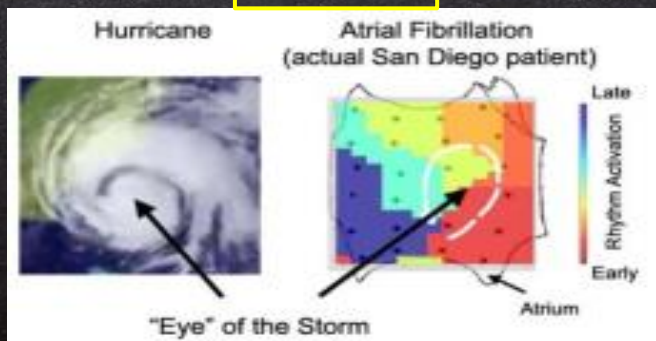 Hurricane
Atrial Fibrillation
(actual San Diego patient)
Late
Rhythm Activation
Early
Atrium
"Eye" of the Storm